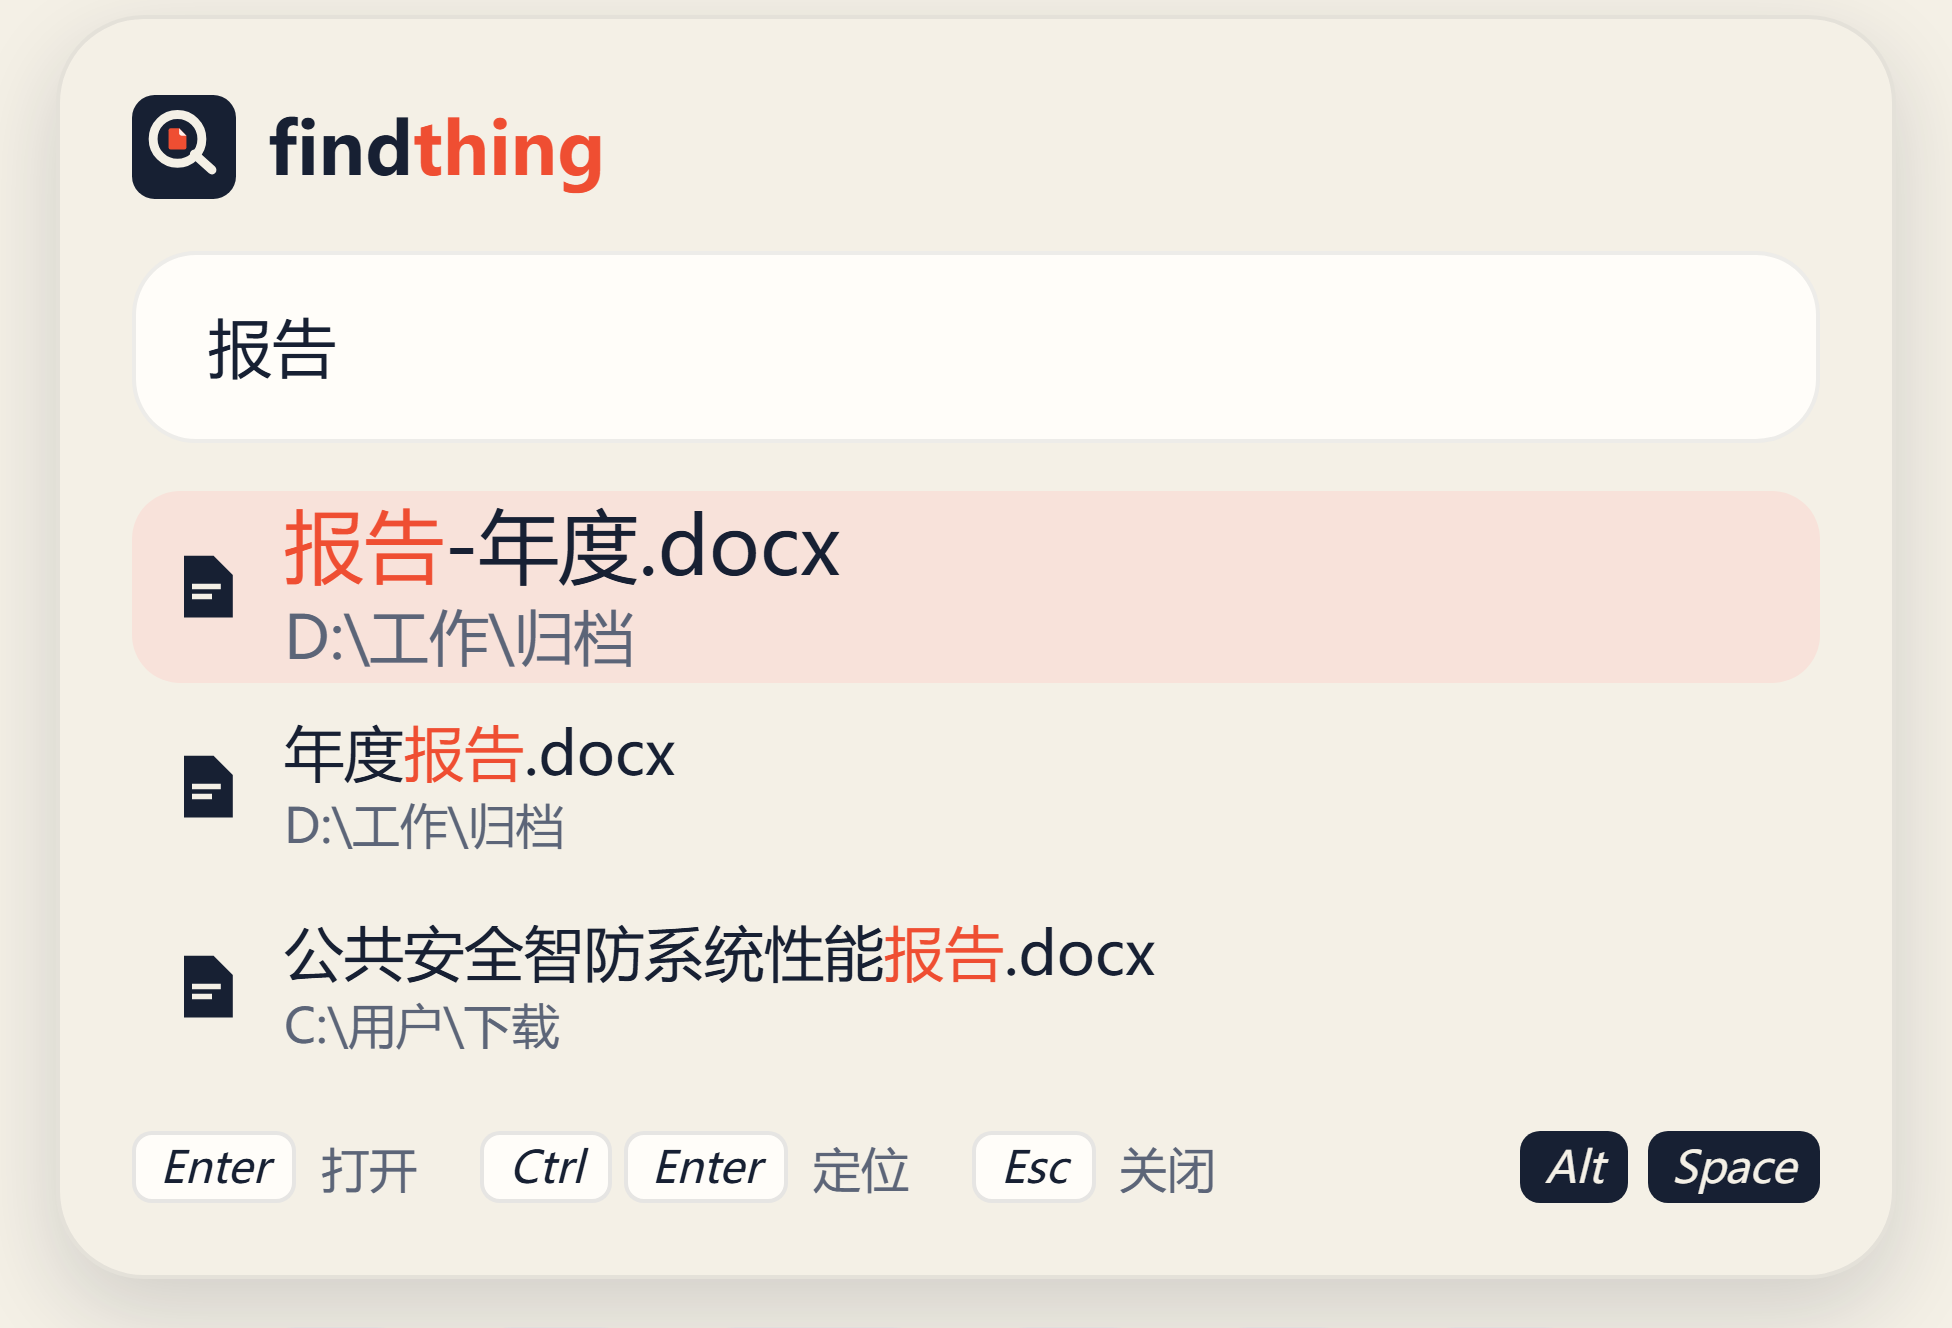 findthing
报告
报告-年度.docx
D:\工作\归档
年度报告.docx
D:\工作\归档
公共安全智防系统性能报告.docx
C:\用户\下载
Enter 打开 Ctrl Enter 定位 Esc 关闭 Alt Space